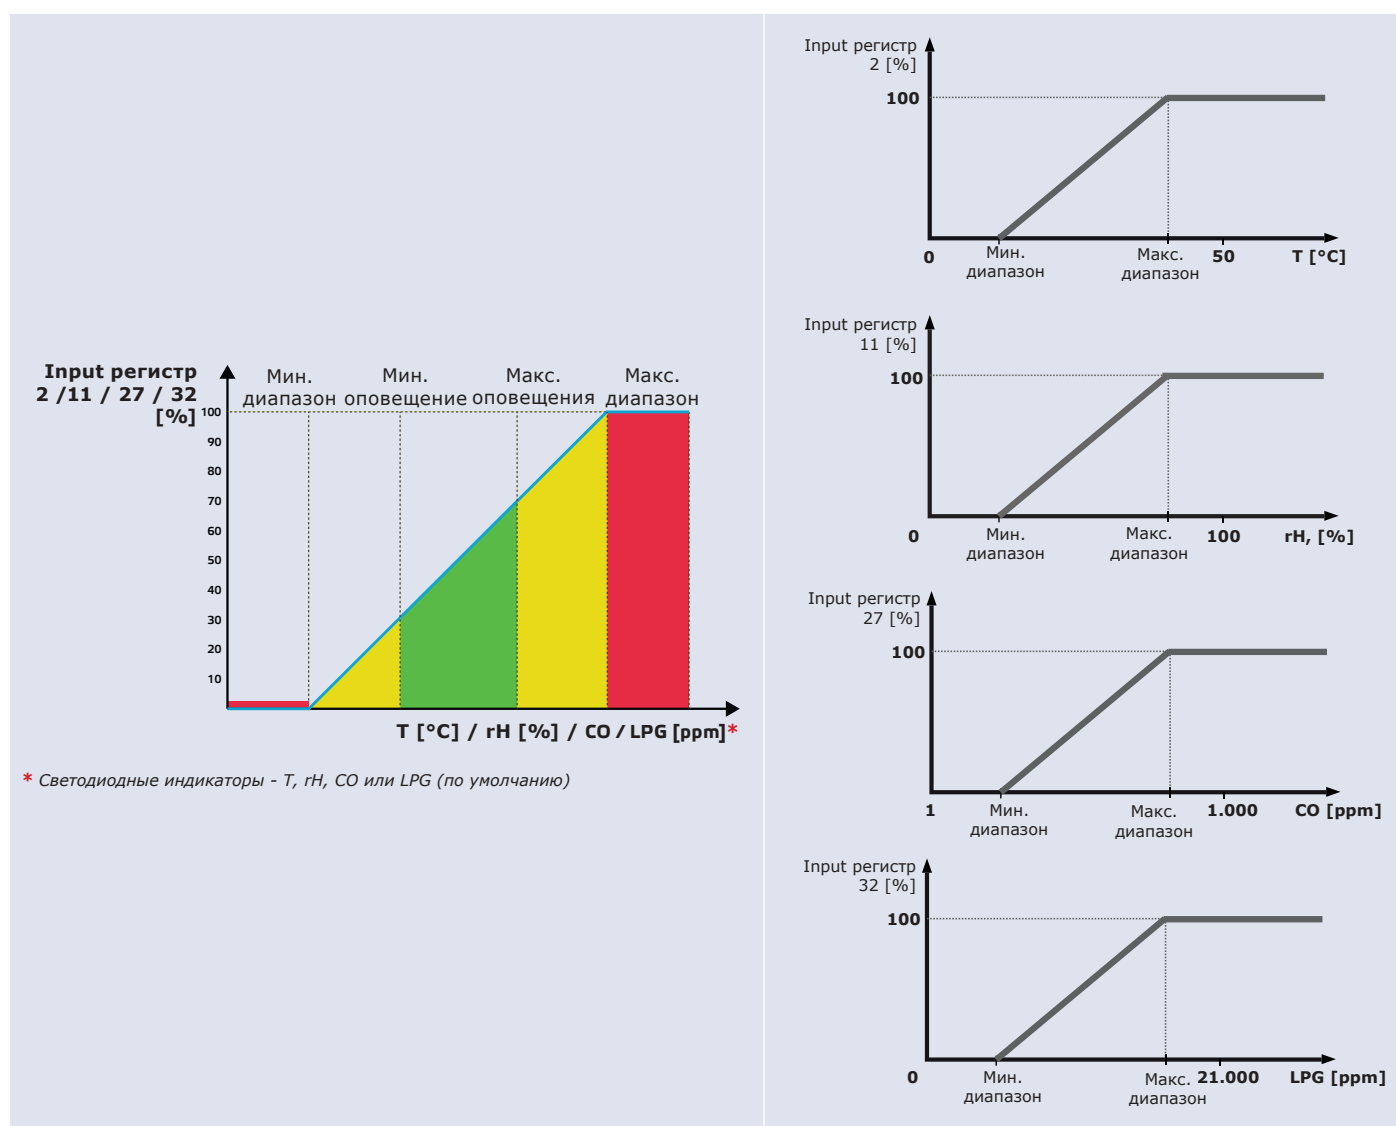 Input регистр
2 /11 / 27 / 32
[%]
Мин.
диапазон
Мин.
оповещение
Макс.
оповещения
Макс.
диапазон
100
90
80
70
60
50
40
30
20
10
T [°C] / rH [%] / CO / LPG [ppm]*
* Светодиодные индикаторы - T, rH, CO или LPG (по умолчанию)
Input регистр
2 [%]
100
0
Мин.
диапазон
Макс.
диапазон
50
T [°C]
Input регистр
11 [%]
100
0
Мин.
диапазон
Макс.
диапазон
100
rH, [%]
Input регистр
27 [%]
100
1
Мин.
диапазон
Макс.
диапазон
1.000
CO [ppm]
Input регистр
32 [%]
100
0
Мин.
диапазон
Макс.
диапазон
21.000
LPG [ppm]